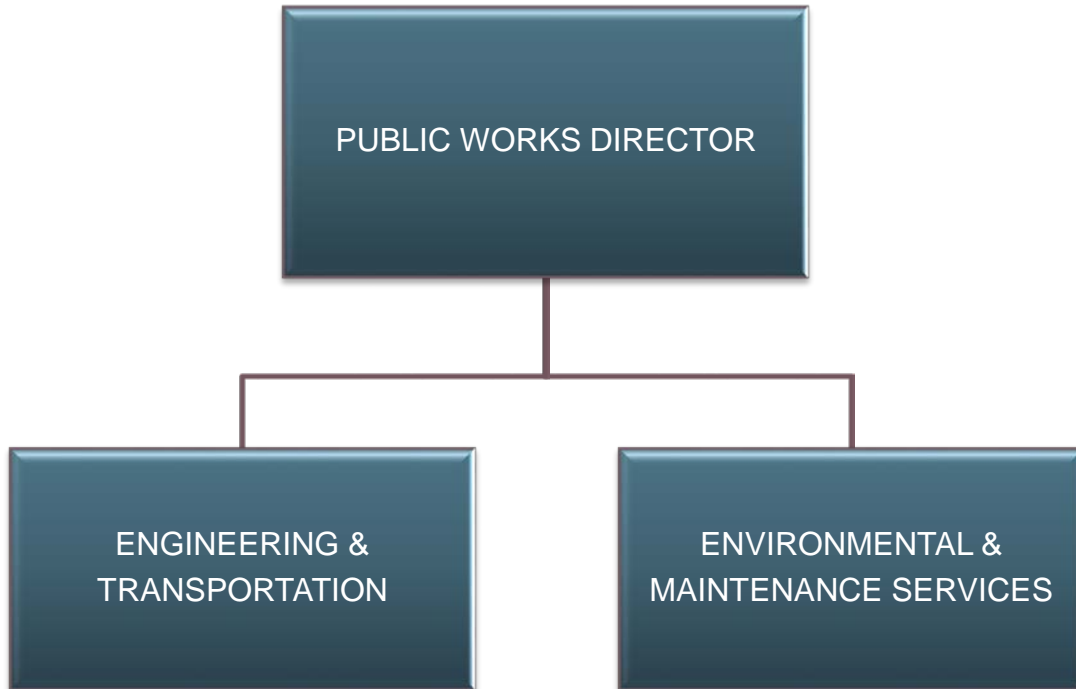 PUBLIC WORKS DIRECTOR
ENGINEERING &
TRANSPORTATION
ENVIRONMENTAL &
MAINTENANCE SERVICES